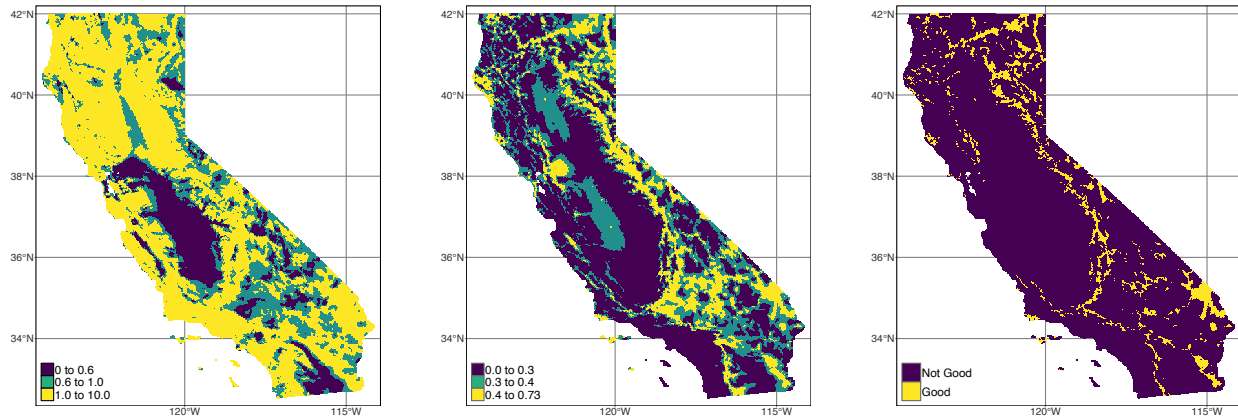 42°N
40°N
38°N
36°N
34°N
0 to 0.6
0.6 to 1.0
1.0 to 10.0
120°W
115°W
42°N
40°N
38°N
36°N
34°N
0.0 to 0.3
0.3 to 0.4
0.4 to 0.73
120°W
115°W
42°N
40°N
38°N
36°N
34°N
Not Good
Good
120°W
115°W